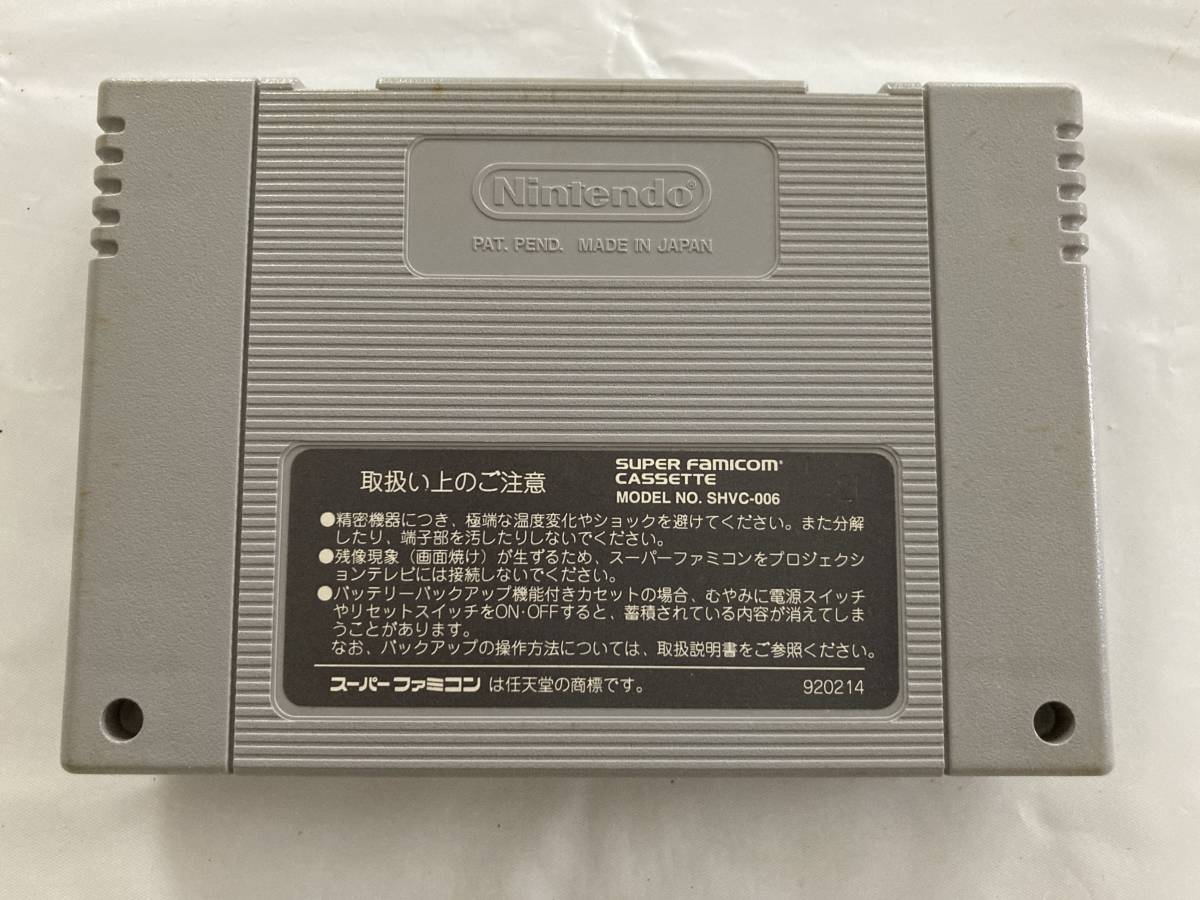 Nintendo®
PAT. PEND. MADE IN JAPAN
取扱い上のご注意
SUPER FAMICOM
CASSETTE
MODEL NO. SHVC-006
●精密機器につき、極端な温度変化やショックを避けてください。また分解
したり、端子部を汚したりしないでください。
●残像現象（画面焼け）が生ずるため、スーパーファミコンをプロジェクシ
ョンテレビには接続しないでください。
●バッテリーバックアップ機能付きカセットの場合、むやみに電源スイッチ
やリセットスイッチをON·OFFすると、蓄積されている内容が消えてしま
うことがあります。
なお、バックアップの操作方法については、取扱説明書をご参照ください。
スーパーファミコンは任天堂の商標です。
920214